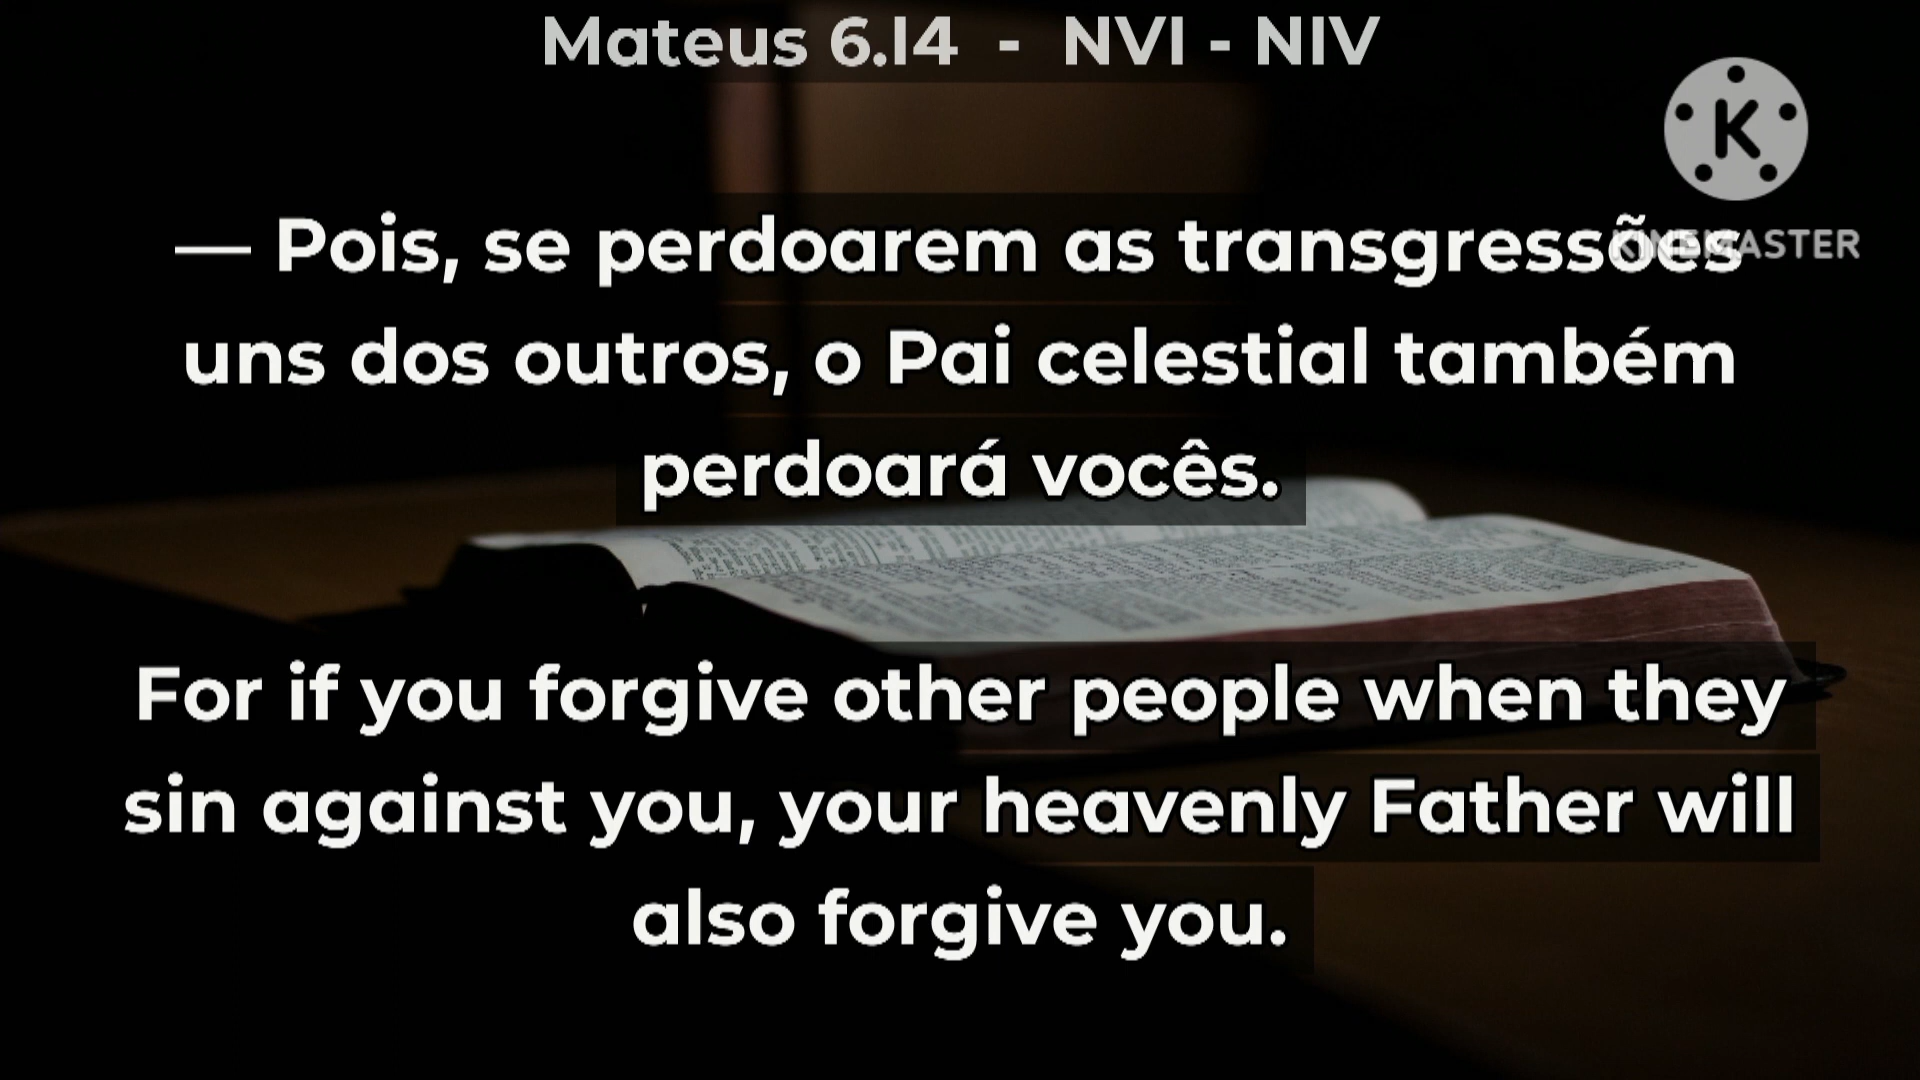 Mateus 6.14  -  NVI - NIV
K
KINEMASTER
— Pois, se perdoarem as transgressões
uns dos outros, o Pai celestial também
perdoará vocês.
For if you forgive other people when they
sin against you, your heavenly Father will
also forgive you.